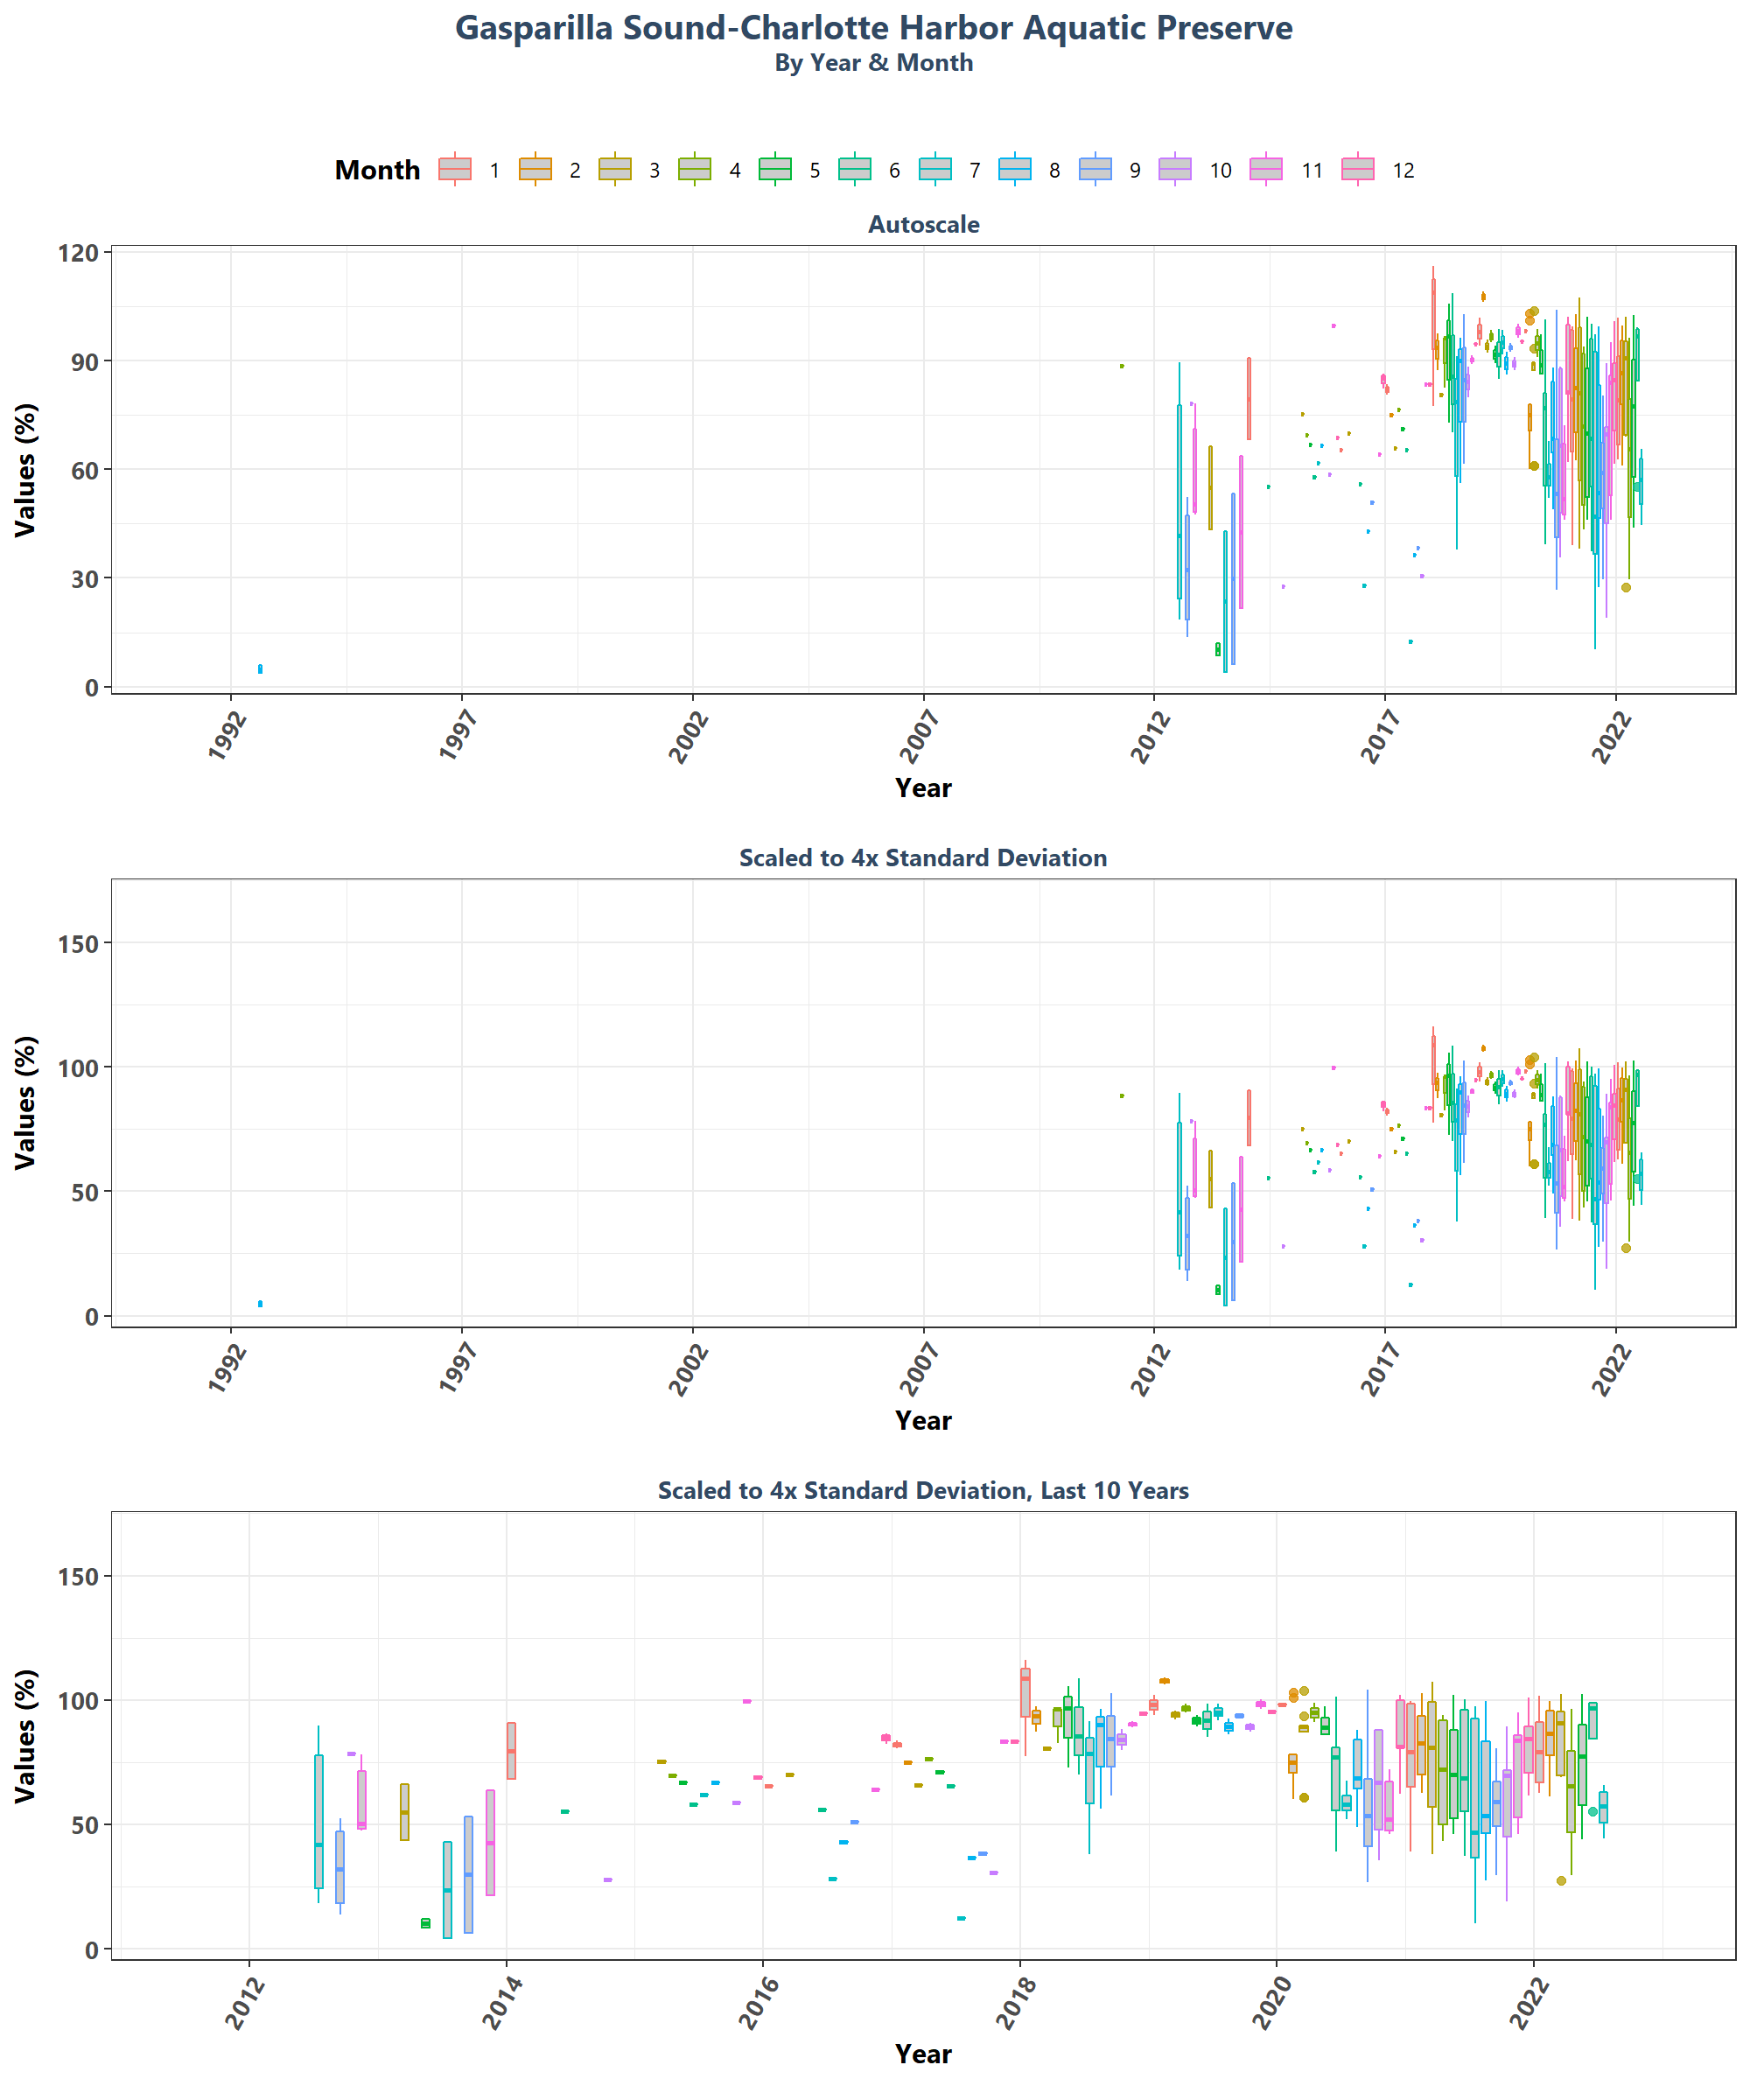 Gasparilla Sound-Charlotte Harbor Aquatic Preserve
By Year & Month
Month 1 2 3 4 5 6 7 8 9 10 11 12
Autoscale
Values (%)
120
90
60
30
0
1992 1997 2002 2007 2012 2017 2022
Year
Scaled to 4x Standard Deviation
Values (%)
150
100
50
0
1992 1997 2002 2007 2012 2017 2022
Year
Scaled to 4x Standard Deviation, Last 10 Years
Values (%)
150
100
50
0
2012 2014 2016 2018 2020 2022
Year